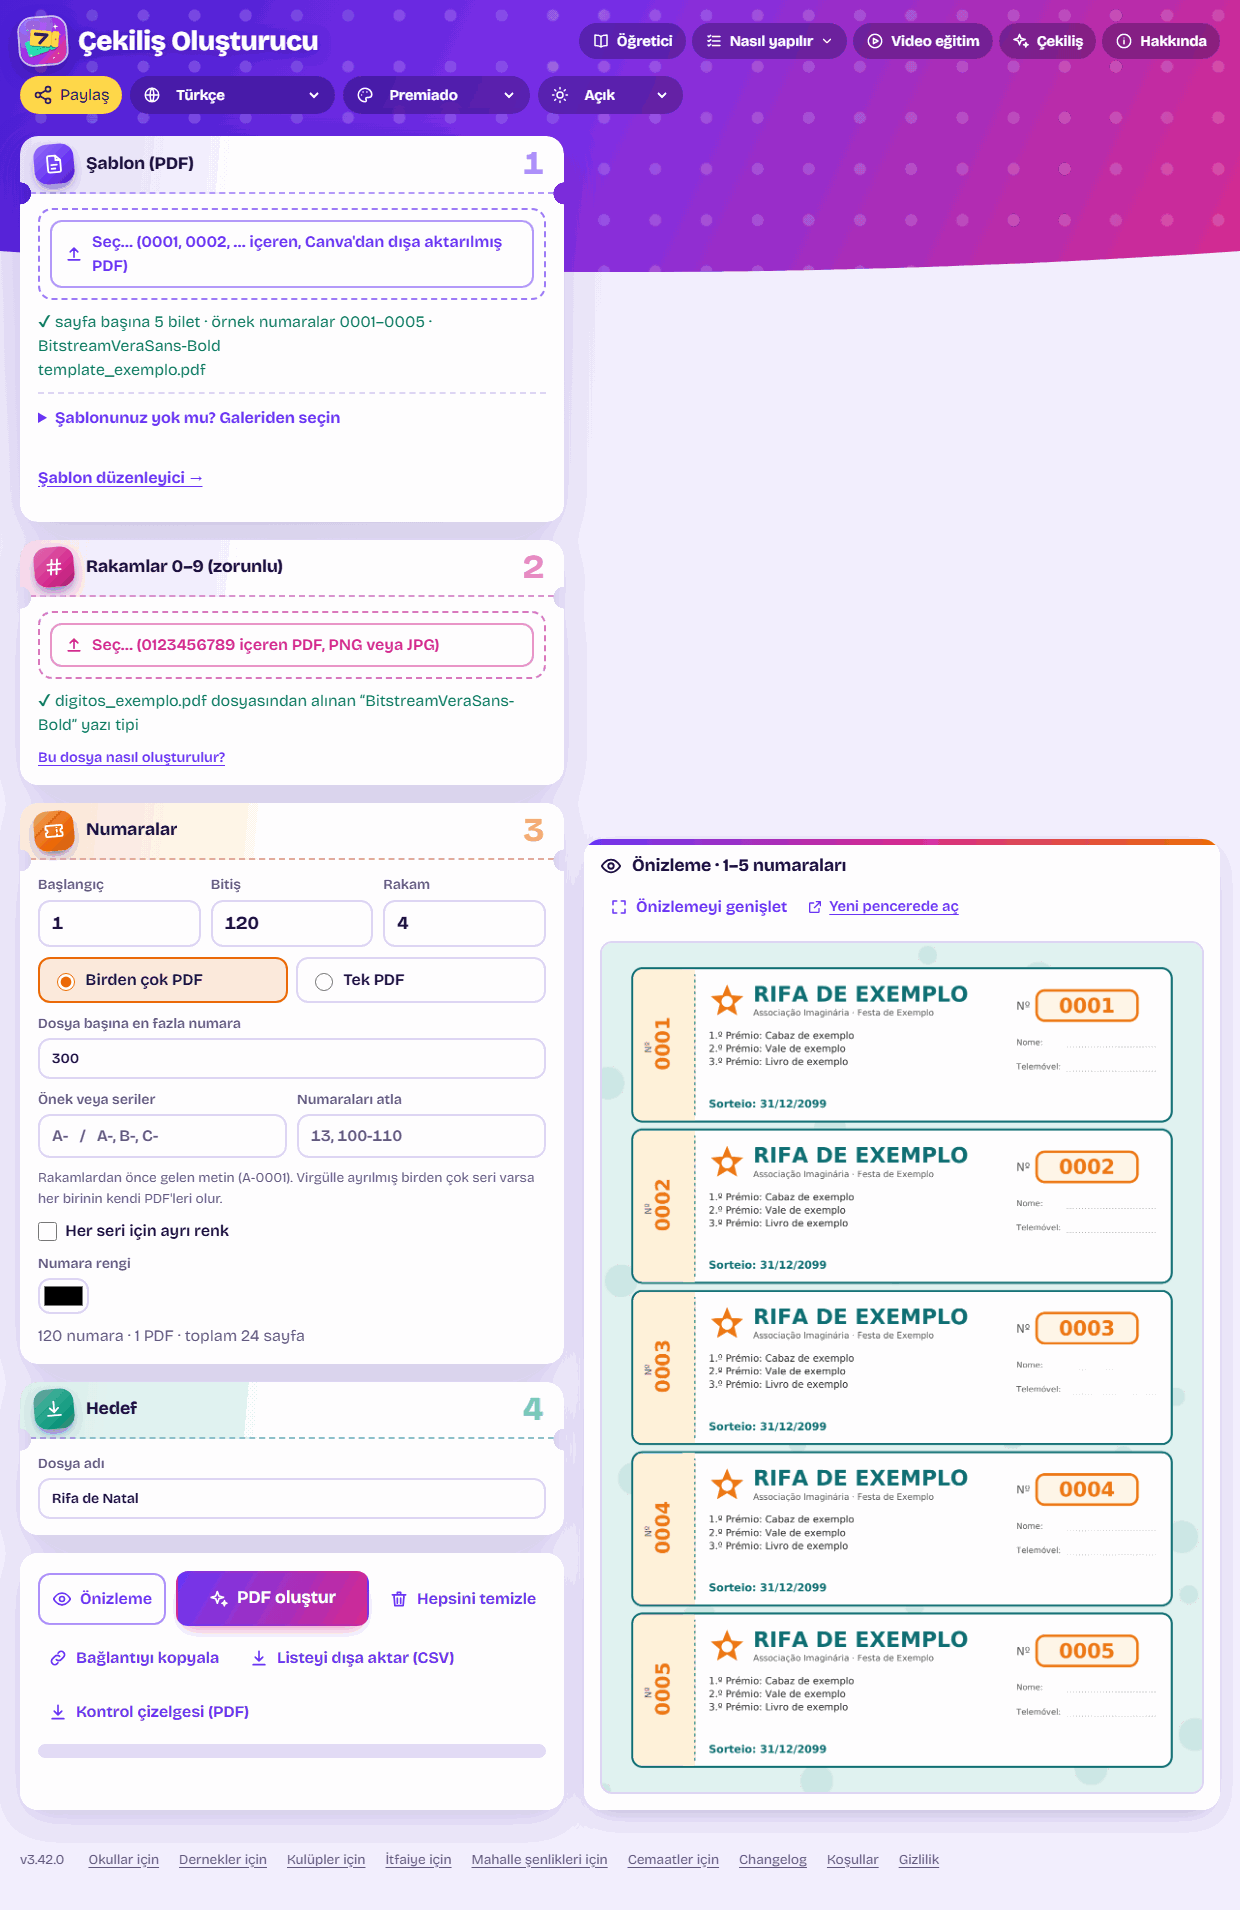 Çekiliş Oluşturucu
Öğretici
Nasıl yapılır
Video eğitim
Çekiliş
Hakkında
Paylaş
Türkçe
Premiado
Açık
Şablon (PDF)
1
Seç... (0001, 0002, ... içeren, Canva'dan dışa aktarılmış
PDF)
✓ sayfa başına 5 bilet · örnek numaralar 0001–0005 ·
BitstreamVeraSans-Bold
template_exemplo.pdf
Şablonunuz yok mu? Galeriden seçin
Şablon düzenleyici →
Rakamlar 0–9 (zorunlu)
2
Seç... (0123456789 içeren PDF, PNG veya JPG)
✓ digitos_exemplo.pdf dosyasından alınan “BitstreamVeraSans-
Bold” yazı tipi
Bu dosya nasıl oluşturulur?
Numaralar
3
Başlangıç
Bitiş
Rakam
1
120
4
Birden çok PDF
Tek PDF
Dosya başına en fazla numara
300
Önek veya seriler
Numaraları atla
A-   /   A-, B-, C-
13, 100-110
Rakamlardan önce gelen metin (A-0001). Virgülle ayrılmış birden çok seri varsa
her birinin kendi PDF'leri olur.
Her seri için ayrı renk
Numara rengi
120 numara · 1 PDF · toplam 24 sayfa
Hedef
4
Dosya adı
Rifa de Natal
Önizleme
PDF oluştur
Hepsini temizle
Bağlantıyı kopyala
Listeyi dışa aktar (CSV)
Kontrol çizelgesi (PDF)
Önizleme · 1–5 numaraları
Önizlemeyi genişlet
Yeni pencerede aç
Nº 0001
RIFA DE EXEMPLO
Associação Imaginária · Festa de Exemplo
1.º Prémio: Cabaz de exemplo
2.º Prémio: Vale de exemplo
3.º Prémio: Livro de exemplo
Sorteio: 31/12/2099
Nº 0001
Nome:
Telemóvel:
Nº 0002
RIFA DE EXEMPLO
Associação Imaginária · Festa de Exemplo
1.º Prémio: Cabaz de exemplo
2.º Prémio: Vale de exemplo
3.º Prémio: Livro de exemplo
Sorteio: 31/12/2099
Nº 0002
Nome:
Telemóvel:
Nº 0003
RIFA DE EXEMPLO
Associação Imaginária · Festa de Exemplo
1.º Prémio: Cabaz de exemplo
2.º Prémio: Vale de exemplo
3.º Prémio: Livro de exemplo
Sorteio: 31/12/2099
Nº 0003
Nome:
Telemóvel:
Nº 0004
RIFA DE EXEMPLO
Associação Imaginária · Festa de Exemplo
1.º Prémio: Cabaz de exemplo
2.º Prémio: Vale de exemplo
3.º Prémio: Livro de exemplo
Sorteio: 31/12/2099
Nº 0004
Nome:
Telemóvel:
Nº 0005
RIFA DE EXEMPLO
Associação Imaginária · Festa de Exemplo
1.º Prémio: Cabaz de exemplo
2.º Prémio: Vale de exemplo
3.º Prémio: Livro de exemplo
Sorteio: 31/12/2099
Nº 0005
Nome:
Telemóvel:
v3.42.0
Okullar için
Dernekler için
Kulüpler için
İtfaiye için
Mahalle şenlikleri için
Cemaatler için
Changelog
Koşullar
Gizlilik